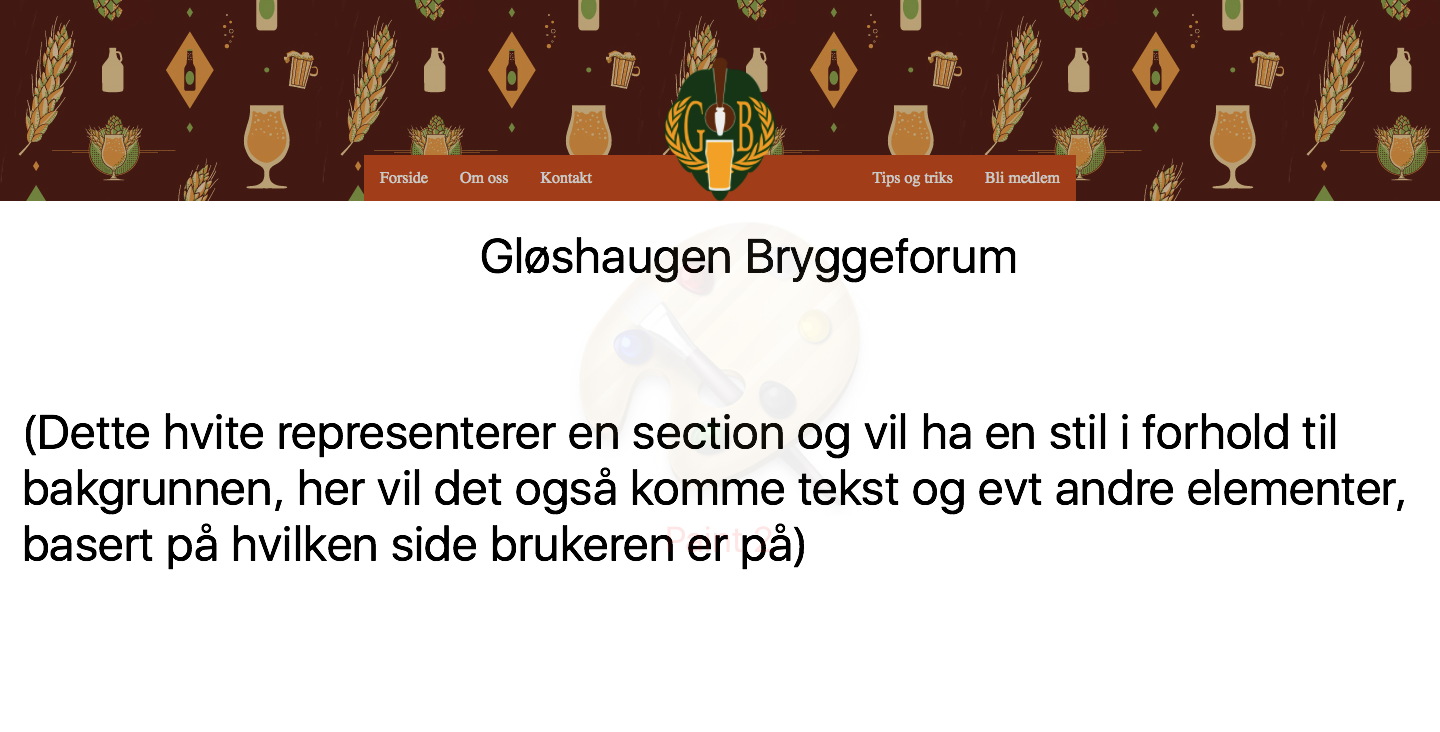 G B
Forside Om oss Kontakt Tips og triks Bli medlem
Gløshaugen Bryggeforum
(Dette hvite representerer en section og vil ha en stil i forhold til
bakgrunnen, her vil det også komme tekst og evt andre elementer,
basert på hvilken side brukeren er på)
Paint 2